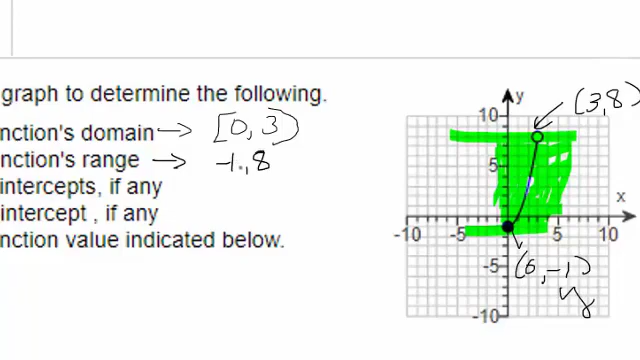 graph to determine the following.
nction's domain → [0, 3)
nction's range → -1, 8
intercepts, if any
intercept , if any
nction value indicated below.
y
(3,8)
10
5
x
-10 -5 5 10
-5
(0, -1)
y
-10